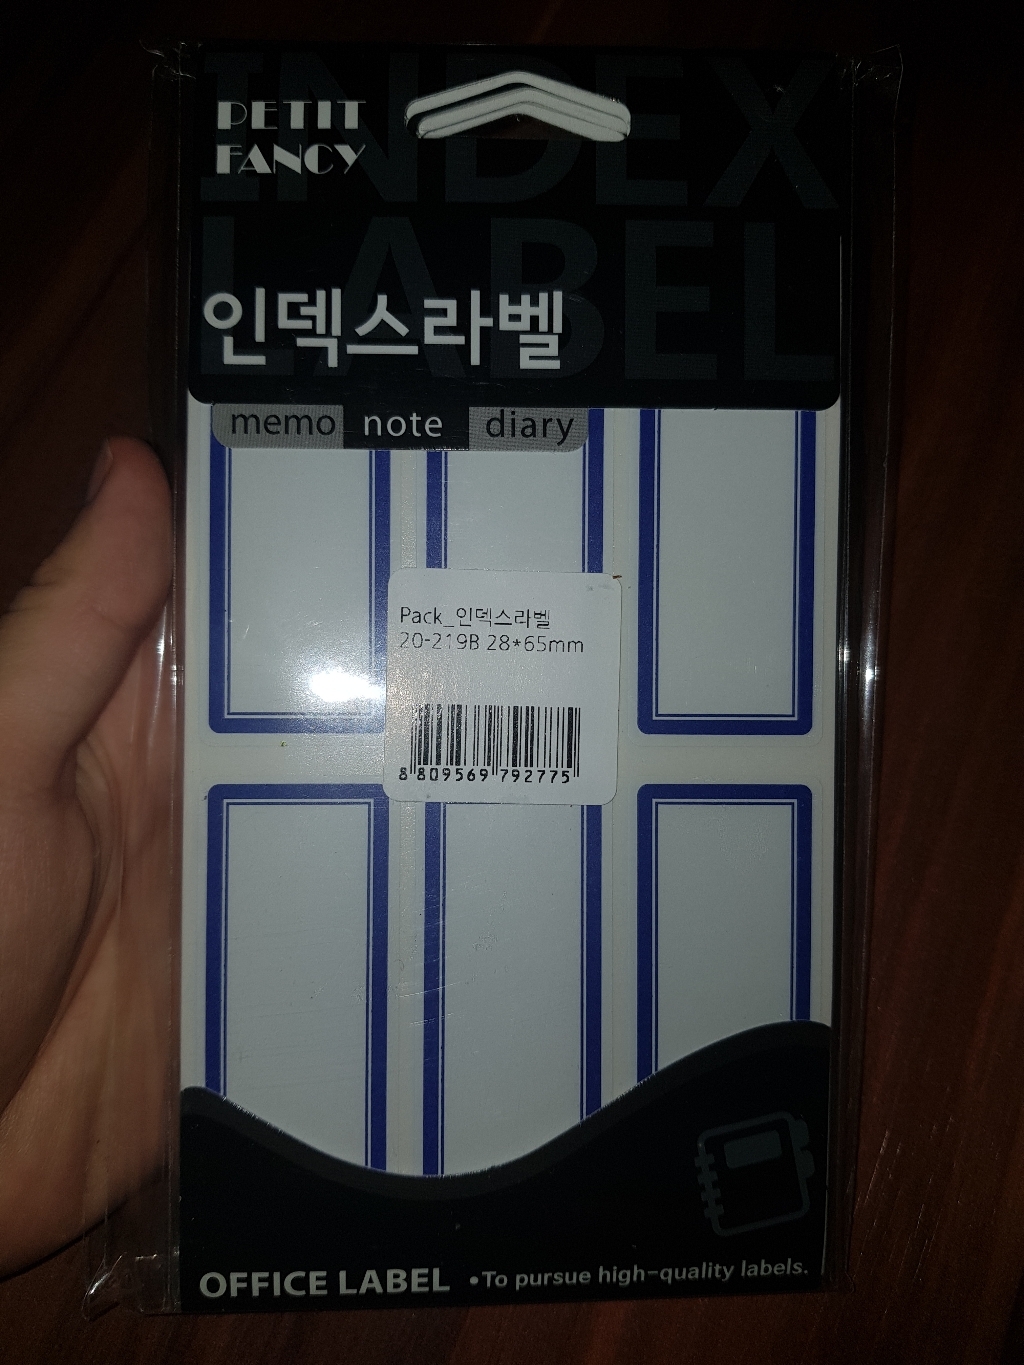 INDEX
LABEL
PETIT
FANCY
인덱스라벨
memo note diary
Pack_인덱스라벨
20-219B 28*65mm
8 809569 792775
OFFICE LABEL •To pursue high-quality labels.